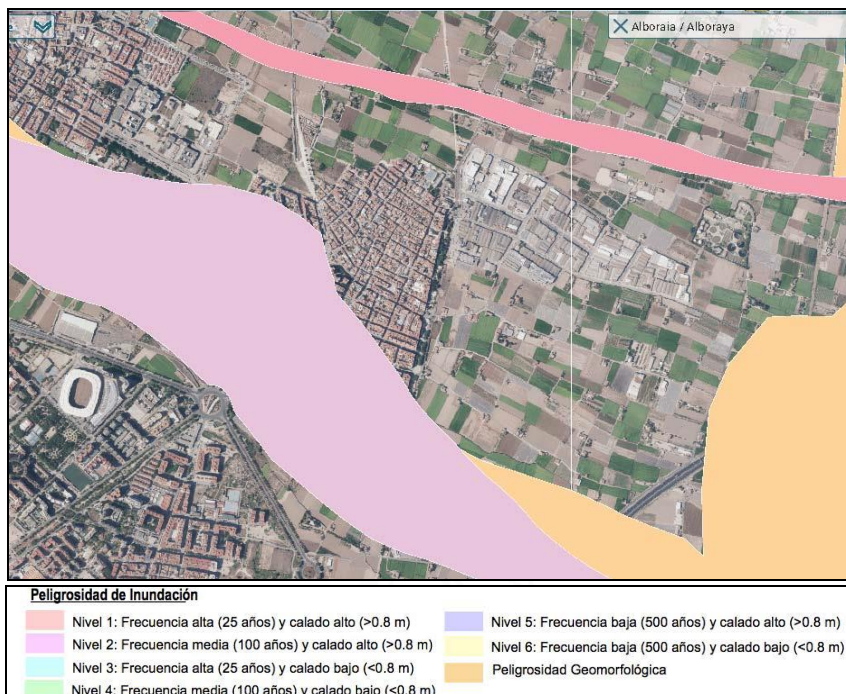 Alboraia / Alboraya
Peligrosidad de Inundación
Nivel 1: Frecuencia alta (25 años) y calado alto (>0.8 m)
Nivel 2: Frecuencia media (100 años) y calado alto (>0.8 m)
Nivel 3: Frecuencia alta (25 años) y calado bajo (<0.8 m)
Nivel 4: Frecuencia media (100 años) y calado bajo (<0.8 m)
Nivel 5: Frecuencia baja (500 años) y calado alto (>0.8 m)
Nivel 6: Frecuencia baja (500 años) y calado bajo (<0.8 m)
Peligrosidad Geomorfológica